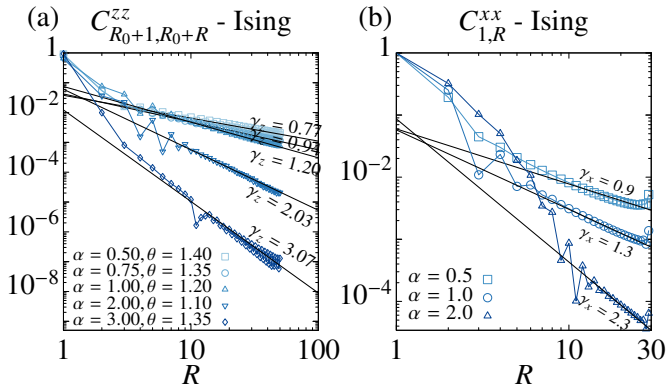 (a)
C^{zz}_{R_0+1,R_0+R} - Ising
1
10^{-2}
10^{-4}
10^{-6}
10^{-8}
γ_z = 0.77
γ_z = 0.94
γ_z = 1.20
γ_z = 2.03
γ_z = 3.07
α = 0.50, θ = 1.40
α = 0.75, θ = 1.35
α = 1.00, θ = 1.20
α = 2.00, θ = 1.10
α = 3.00, θ = 1.35
1 10 100
R
(b)
C^{xx}_{1,R} - Ising
1
10^{-2}
10^{-4}
γ_x = 0.9
γ_x = 1.3
γ_x = 2.3
α = 0.5
α = 1.0
α = 2.0
1 10 30
R